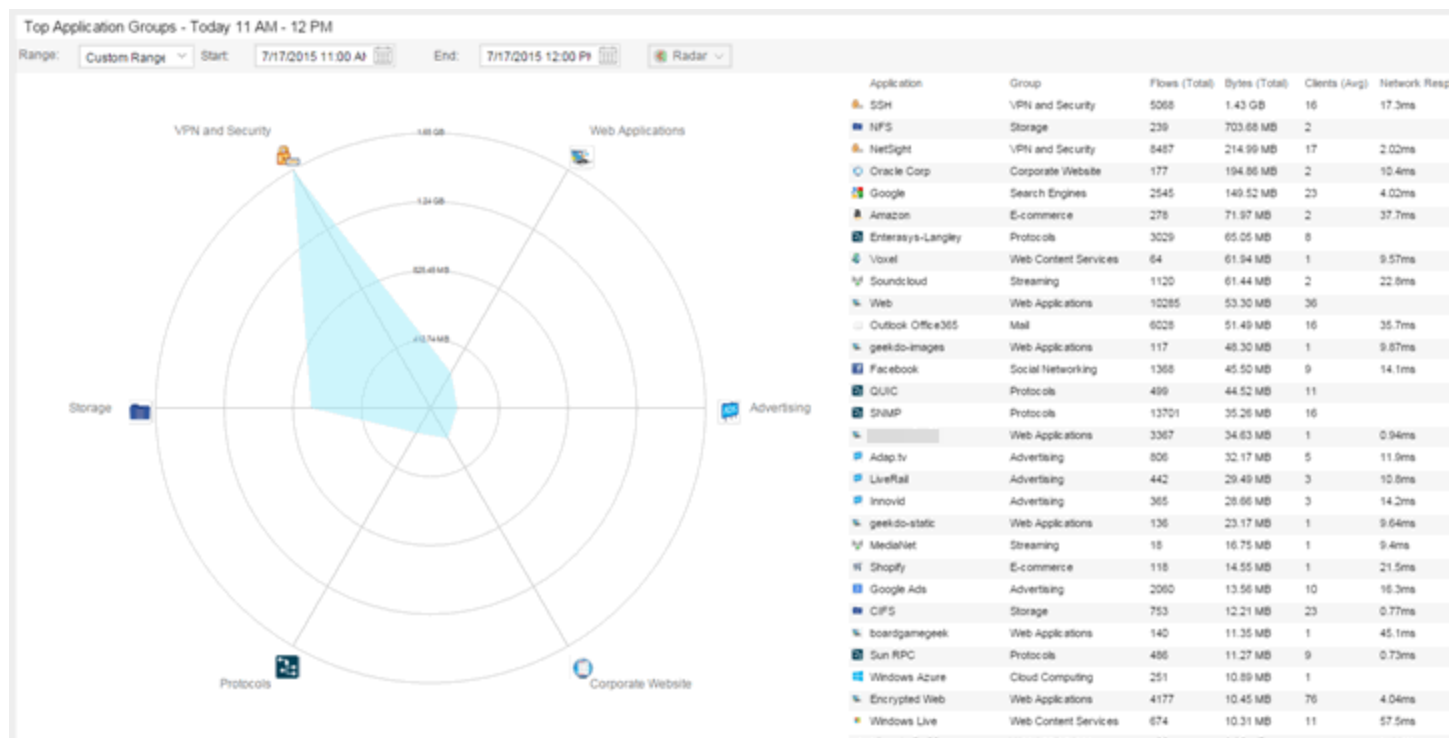 Top Application Groups - Today 11 AM - 12 PM
Range: Custom Range Start: 7/17/2015 11:00 AM End: 7/17/2015 12:00 PM Radar
VPN and Security
Web Applications
1.24 GB
Storage
Advertising
Protocols
Corporate Website
Application Group Flows (Total) Bytes (Total) Clients (Avg) Network Resp
SSH VPN and Security 5068 1.43 GB 16 17.3ms
NFS Storage 239 703.68 MB 2
NetSight VPN and Security 8487 214.99 MB 17 2.02ms
Oracle Corp Corporate Website 177 194.86 MB 2 10.4ms
Google Search Engines 2545 149.52 MB 23 4.02ms
Amazon E-commerce 278 71.97 MB 2 37.7ms
Enterasys-Langley Protocols 3029 65.05 MB 8
Voxel Web Content Services 64 61.94 MB 1 9.57ms
Soundcloud Streaming 1120 61.44 MB 2 22.8ms
Web Web Applications 10285 53.30 MB 36
Outlook Office365 Mail 6028 51.49 MB 16 35.7ms
geekdo-images Web Applications 117 48.30 MB 1 9.87ms
Facebook Social Networking 1368 45.50 MB 9 14.1ms
QUIC Protocols 499 44.52 MB 11
SNMP Protocols 13701 35.26 MB 16
Web Applications 3367 34.63 MB 1 0.94ms
Adap.tv Advertising 806 32.17 MB 5 11.9ms
LiveRail Advertising 442 29.49 MB 3 10.8ms
Innovid Advertising 365 28.66 MB 3 14.2ms
geekdo-static Web Applications 136 23.17 MB 1 9.64ms
MediaNet Streaming 18 16.75 MB 1 9.4ms
Shopify E-commerce 118 14.55 MB 1 21.5ms
Google Ads Advertising 2060 13.56 MB 10 16.3ms
CIFS Storage 753 12.21 MB 23 0.77ms
boardgamegeek Web Applications 140 11.35 MB 1 45.1ms
Sun RPC Protocols 486 11.27 MB 9 0.73ms
Windows Azure Cloud Computing 251 10.89 MB 1
Encrypted Web Web Applications 4177 10.45 MB 76 4.04ms
Windows Live Web Content Services 674 10.31 MB 11 57.5ms